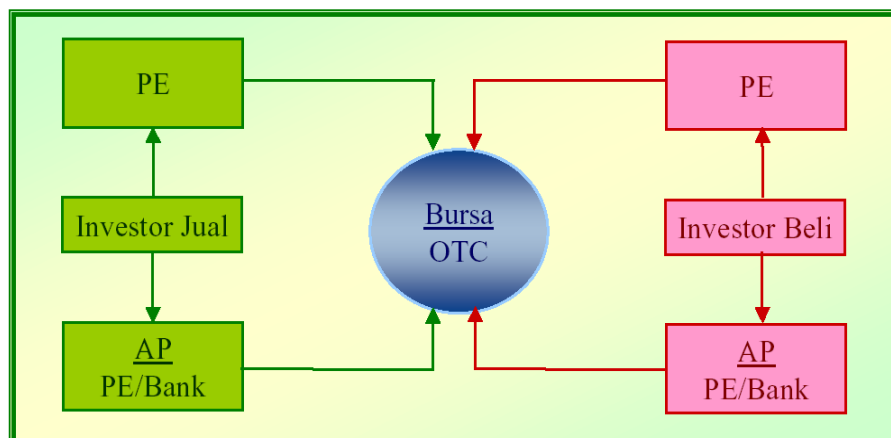 PE
PE
Bursa
OTC
Investor Jual
Investor Beli
AP
PE/Bank
AP
PE/Bank